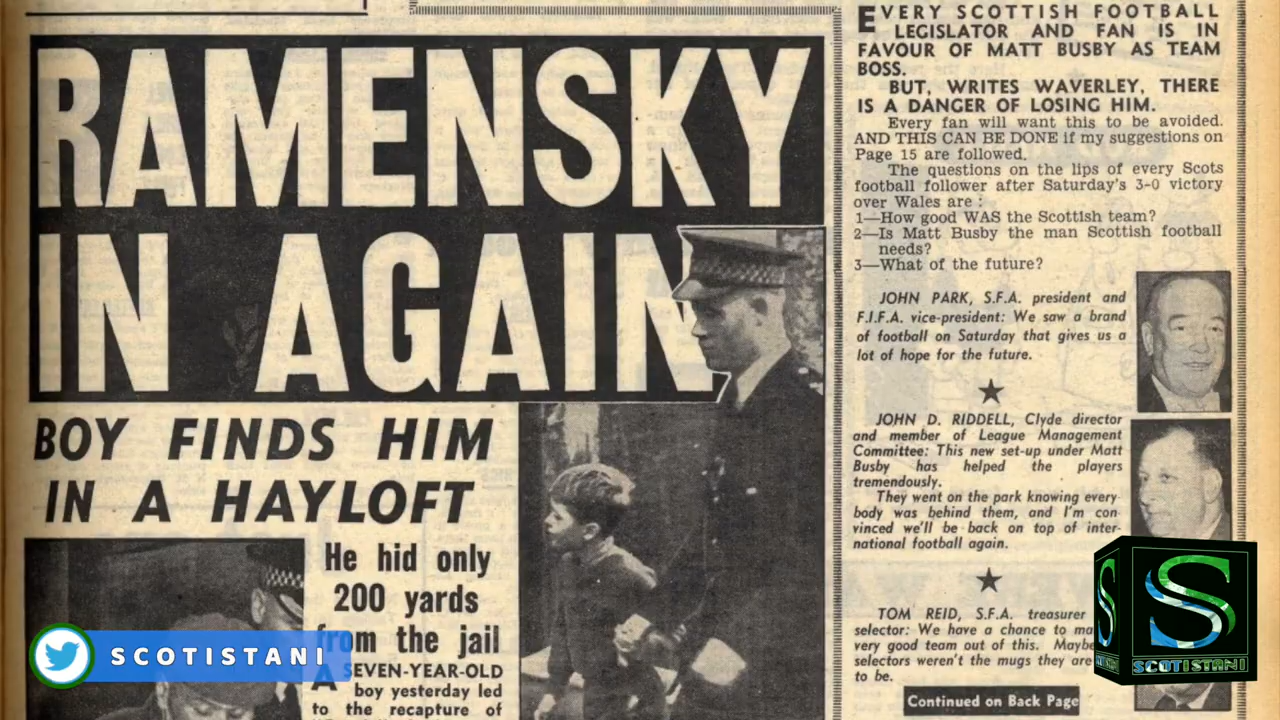 RAMENSKY
IN AGAIN
BOY FINDS HIM
IN A HAYLOFT
He hid only
200 yards
from the jail
A SEVEN-YEAR-OLD
boy yesterday led
to the recapture of
EVERY SCOTTISH FOOTBALL
LEGISLATOR AND FAN IS IN
FAVOUR OF MATT BUSBY AS TEAM
BOSS.
BUT, WRITES WAVERLEY, THERE
IS A DANGER OF LOSING HIM.
Every fan will want this to be avoided.
AND THIS CAN BE DONE if my suggestions on
Page 15 are followed.
The questions on the lips of every Scots
football follower after Saturday's 3-0 victory
over Wales are :
1—How good WAS the Scottish team?
2—Is Matt Busby the man Scottish football
needs?
3—What of the future?
JOHN PARK, S.F.A. president and
F.I.F.A. vice-president: We saw a brand
of football on Saturday that gives us a
lot of hope for the future.
JOHN D. RIDDELL, Clyde director
and member of League Management
Committee: This new set-up under Matt
Busby has helped the players
tremendously.
They went on the park knowing every-
body was behind them, and I'm con-
vinced we'll be back on top of inter-
national football again.
TOM REID, S.F.A. treasurer
selector: We have a chance to
very good team out of this. Maybe
selectors weren't the mugs they are
to be.
Continued on Back Page
SCOTISTANI
S
S
SCOTISTANI